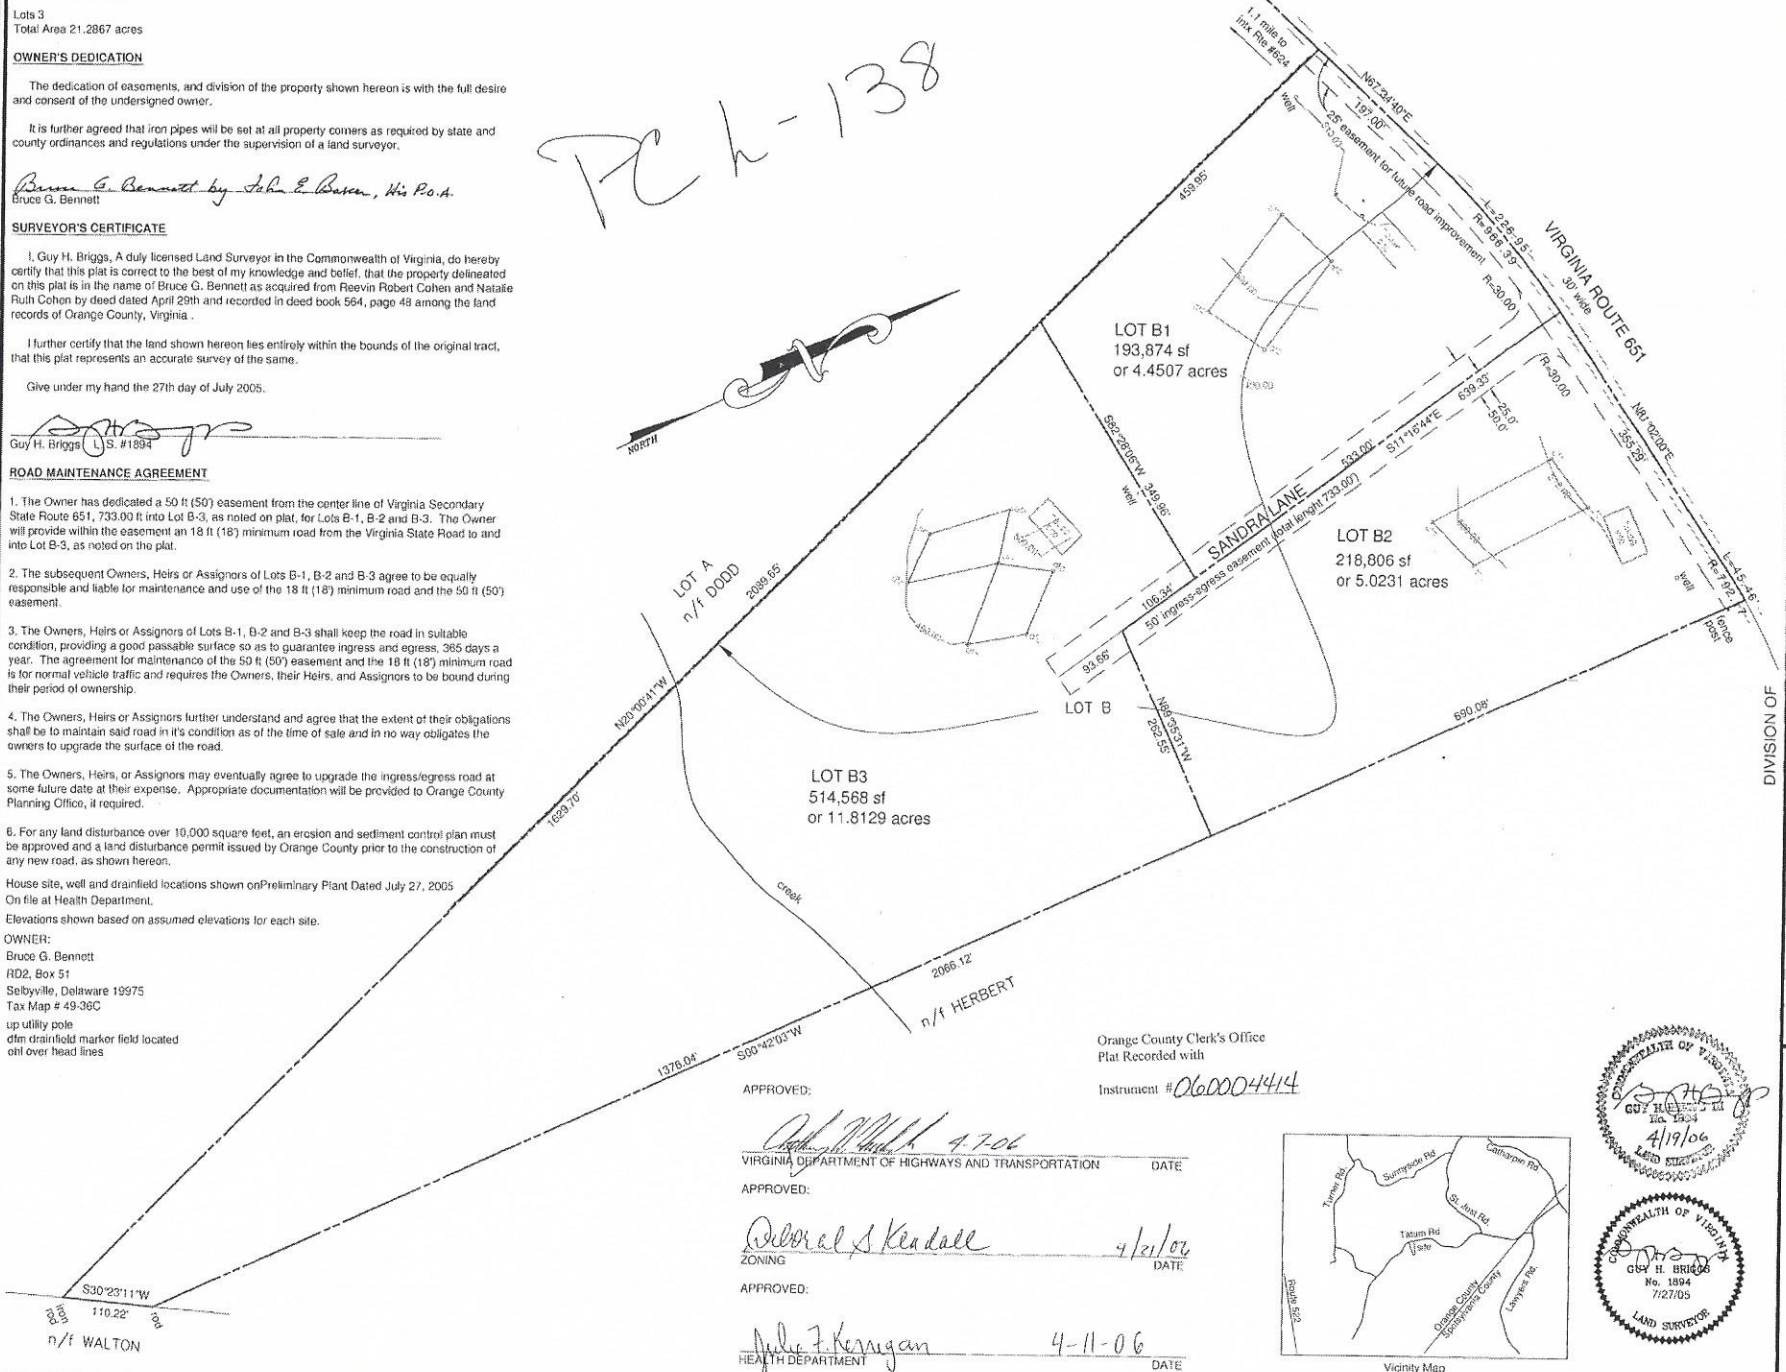 Lots 3
Total Area 21.2867 acres
OWNER'S DEDICATION
The dedication of easements, and division of the property shown hereon is with the full desire
and consent of the undersigned owner.
It is further agreed that iron pipes will be set at all property corners as required by state and
county ordinances and regulations under the supervision of a land surveyor.
Bruce G. Bennett by John E. Baker, His P.O.A.
Bruce G. Bennett
SURVEYOR'S CERTIFICATE
I, Guy H. Briggs, A duly licensed Land Surveyor in the Commonwealth of Virginia, do hereby
certify that this plat is correct to the best of my knowledge and belief, that the property delineated
on this plat is in the name of Bruce G. Bennett as acquired from Reevin Robert Cohen and Natalie
Ruth Cohen by deed dated April 29th and recorded in deed book 564, page 48 among the land
records of Orange County, Virginia .
I further certify that the land shown hereon lies entirely within the bounds of the original tract,
that this plat represents an accurate survey of the same.
Give under my hand the 27th day of July 2005.
Guy H. Briggs L. S. #1894
ROAD MAINTENANCE AGREEMENT
1. The Owner has dedicated a 50 ft (50') easement from the center line of Virginia Secondary
State Route 651, 733.00 ft into Lot B-3, as noted on plat, for Lots B-1, B-2 and B-3. The Owner
will provide within the easement an 18 ft (18') minimum road from the Virginia State Road to and
into Lot B-3, as noted on the plat.
2. The subsequent Owners, Heirs or Assignors of Lots B-1, B-2 and B-3 agree to be equally
responsible and liable for maintenance and use of the 18 ft (18') minimum road and the 50 ft (50')
easement.
3. The Owners, Heirs or Assignors of Lots B-1, B-2 and B-3 shall keep the road in suitable
condition, providing a good passable surface so as to guarantee ingress and egress, 365 days a
year. The agreement for maintenance of the 50 ft (50') easement and the 18 ft (18') minimum road
is for normal vehicle traffic and requires the Owners, their Heirs, and Assignors to be bound during
their period of ownership.
4. The Owners, Heirs or Assignors further understand and agree that the extent of their obligations
shall be to maintain said road in it's condition as of the time of sale and in no way obligates the
owners to upgrade the surface of the road.
5. The Owners, Heirs, or Assignors may eventually agree to upgrade the ingress/egress road at
some future date at their expense. Appropriate documentation will be provided to Orange County
Planning Office, if required.
6. For any land disturbance over 10,000 square feet, an erosion and sediment control plan must
be approved and a land disturbance permit issued by Orange County prior to the construction of
any new road, as shown hereon.
House site, well and drainfield locations shown onPreliminary Plant Dated July 27, 2005
On file at Health Department.
Elevations shown based on assumed elevations for each site.
OWNER:
Bruce G. Bennett
RD2, Box 51
Selbyville, Delaware 19975
Tax Map # 49-36C
up utility pole
dfm drainfield marker field located
ohl over head lines
PC L-138
NORTH
1.1 mile to
intx Rte #624
N67°34'40"E
197.00'
25' easement for future road improvement
well
459.95'
L=226.95'
R=966.39
R=30.00
VIRGINIA ROUTE 651
30' wide
LOT B1
193,874 sf
or 4.4507 acres
R=30.00
N81°02'00"E
365.29'
639.33'
25.0'
50.0'
S11°16'44"E
533.00'
S82°28'06"W 349.96'
well
SANDRA LANE
50' ingress-egress easement (total lenght 733.00')
106.34'
93.66'
LOT B2
218,806 sf
or 5.0231 acres
well
L=45.46'
fence
post
DIVISION OF
LOT A
n/f DODD
2089.65'
N20°00'41"W
LOT B
N89°35'31"W
262.55'
690.08'
LOT B3
514,568 sf
or 11.8129 acres
1629.70'
creek
2066.12'
n/f HERBERT
S00°42'03"W
1376.04'
S30°23'11"W
110.22'
iron
rod
rod
n/f WALTON
Orange County Clerk's Office
Plat Recorded with
Instrument #060004414
APPROVED:
4-7-06
VIRGINIA DEPARTMENT OF HIGHWAYS AND TRANSPORTATION DATE
APPROVED:
Deborah S Kendall 4/21/06
ZONING DATE
APPROVED:
Julie F. Kerrigan 4-11-06
HEALTH DEPARTMENT DATE
Turner Rd.
Sunnyside Rd
Catharpin Rd
St. Just Rd.
Tatum Rd
Site
Route 522
Orange County
Spotsylvania County
Lawyers Rd.
Vicinity Map
COMMONWEALTH OF VIRGINIA
No. 1894
4/19/06
LAND SURVEYOR
COMMONWEALTH OF VIRGINIA
GUY H. BRIGGS
No. 1894
7/27/05
LAND SURVEYOR